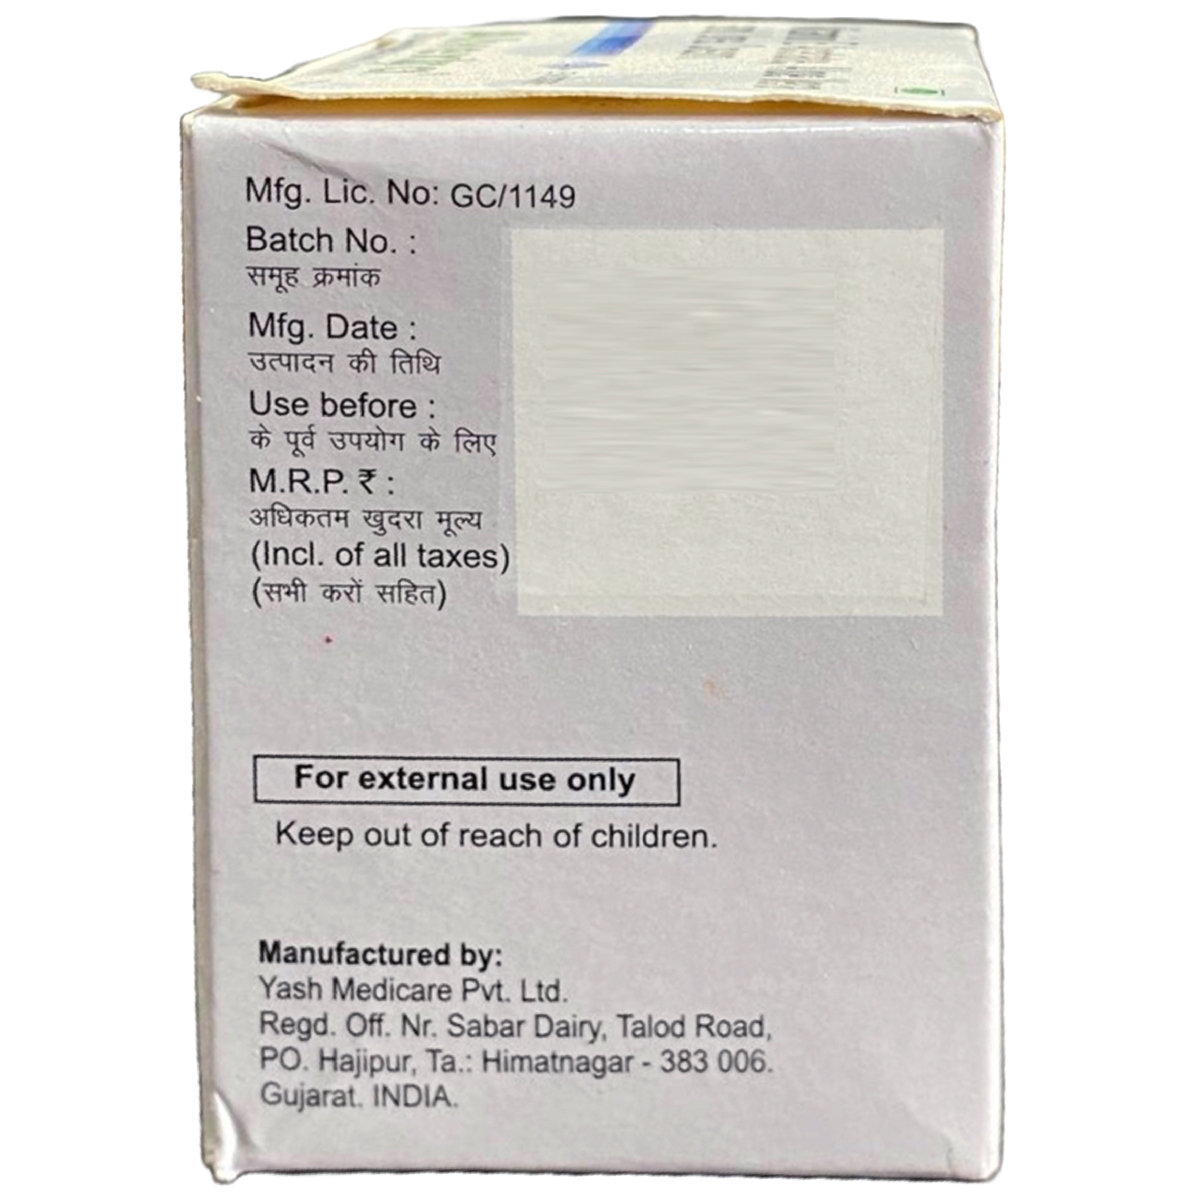 Mfg. Lic. No: GC/1149
Batch No. :
समूह क्रमांक
Mfg. Date :
उत्पादन की तिथि
Use before :
के पूर्व उपयोग के लिए
M.R.P. ₹ :
अधिकतम खुदरा मूल्य
(Incl. of all taxes)
(सभी करों सहित)
For external use only
Keep out of reach of children.
Manufactured by:
Yash Medicare Pvt. Ltd.
Regd. Off. Nr. Sabar Dairy, Talod Road,
PO. Hajipur, Ta.: Himatnagar - 383 006.
Gujarat. INDIA.